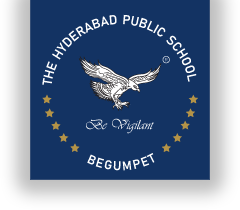 THE HYDERABAD PUBLIC SCHOOL
®
Be Vigilant
BEGUMPET